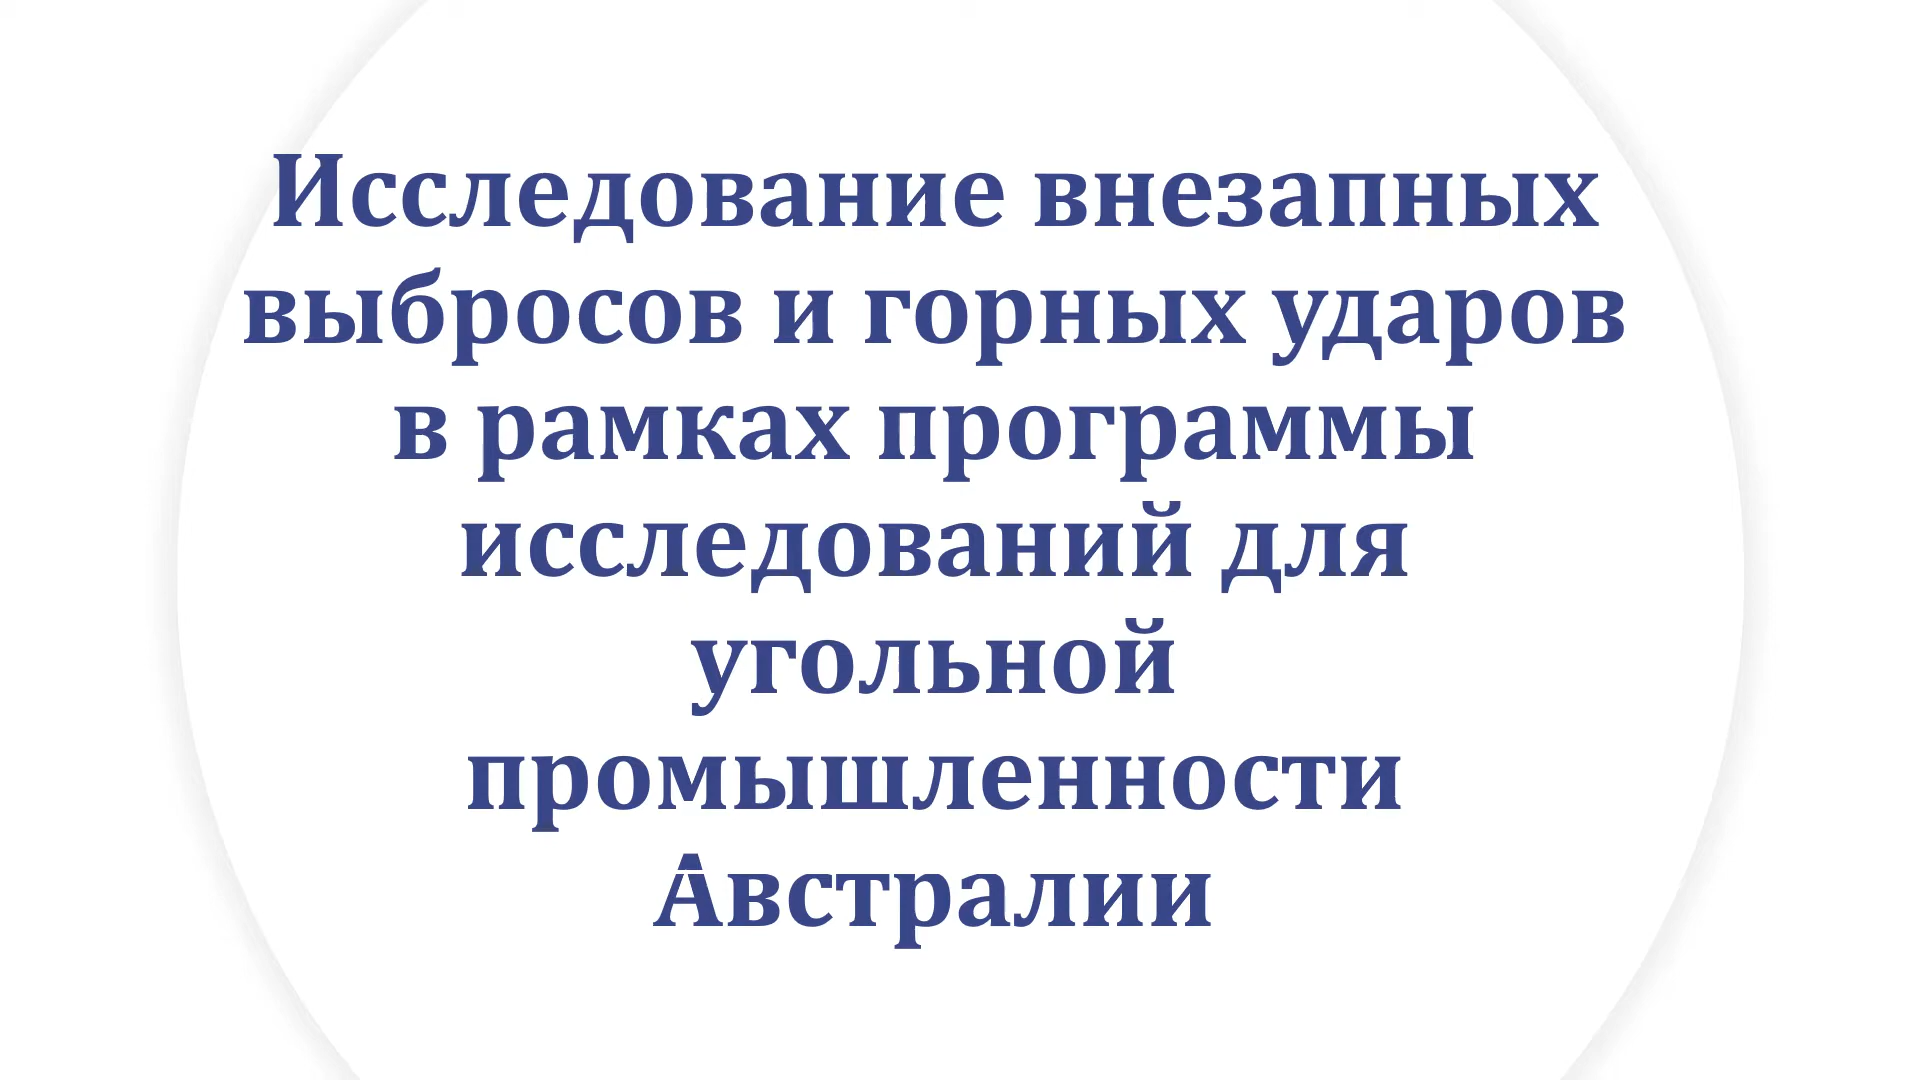 Исследование внезапных
выбросов и горных ударов
в рамках программы
исследований для
угольной
промышленности
Австралии